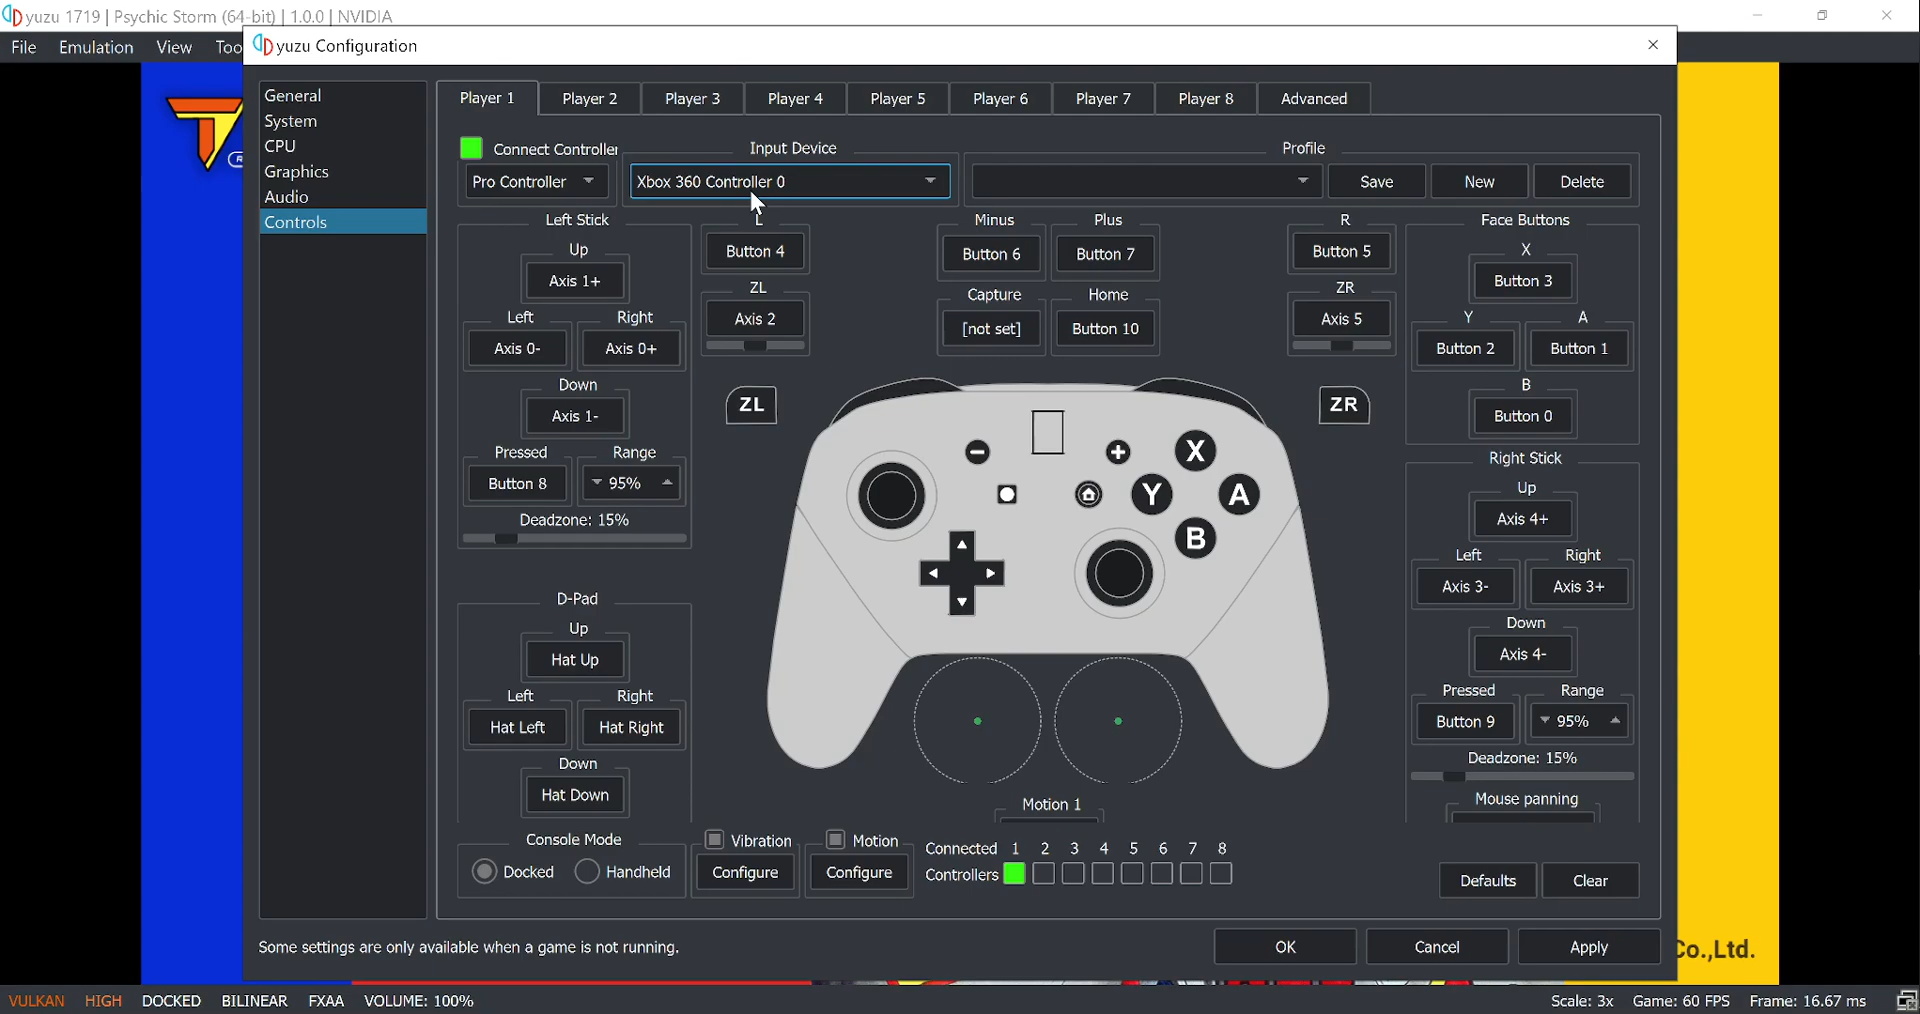 yuzu 1719 | Psychic Storm (64-bit) | 1.0.0 | NVIDIA
File Emulation View Too
yuzu Configuration
General
System
CPU
Graphics
Audio
Controls
Player 1 Player 2 Player 3 Player 4 Player 5 Player 6 Player 7 Player 8 Advanced
Connect Controller Input Device Profile
Pro Controller Xbox 360 Controller 0 Save New Delete
Left Stick L Minus Plus R Face Buttons
Up Button 4 Button 6 Button 7 Button 5 X
Axis 1+ ZL Capture Home ZR Button 3
Left Right Axis 2 [not set] Button 10 Axis 5 Y A
Axis 0- Axis 0+ Button 2 Button 1
Down B
Axis 1- ZL ZR Button 0
Pressed Range X Right Stick
Button 8 95% Y A Up
Deadzone: 15% B Axis 4+
Left Right
Axis 3- Axis 3+
D-Pad Down
Up Axis 4-
Hat Up
Left Right Pressed Range
Hat Left Hat Right Button 9 95%
Down Deadzone: 15%
Hat Down Motion 1 Mouse panning
Console Mode Vibration Motion Connected 1 2 3 4 5 6 7 8
Docked Handheld Configure Configure Controllers Defaults Clear
Some settings are only available when a game is not running. OK Cancel Apply
Co.,Ltd.
VULKAN HIGH DOCKED BILINEAR FXAA VOLUME: 100% Scale: 3x Game: 60 FPS Frame: 16.67 ms